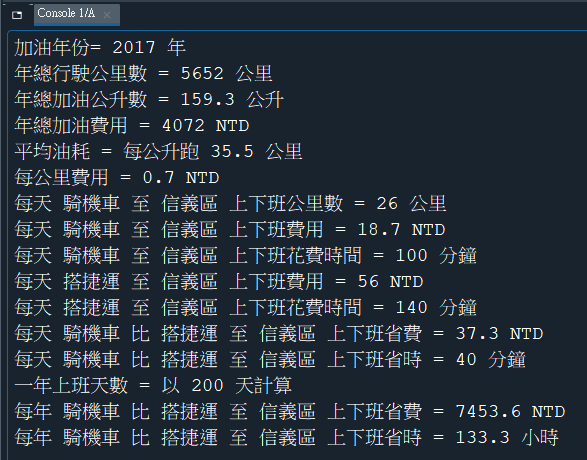 Console 1/A
加油年份= 2017 年
年總行駛公里數 = 5652 公里
年總加油公升數 = 159.3 公升
年總加油費用 = 4072 NTD
平均油耗 = 每公升跑 35.5 公里
每公里費用 = 0.7 NTD
每天 騎機車 至 信義區 上下班公里數 = 26 公里
每天 騎機車 至 信義區 上下班費用 = 18.7 NTD
每天 騎機車 至 信義區 上下班花費時間 = 100 分鐘
每天 搭捷運 至 信義區 上下班費用 = 56 NTD
每天 搭捷運 至 信義區 上下班花費時間 = 140 分鐘
每天 騎機車 比 搭捷運 至 信義區 上下班省費 = 37.3 NTD
每天 騎機車 比 搭捷運 至 信義區 上下班省時 = 40 分鐘
一年上班天數 = 以 200 天計算
每年 騎機車 比 搭捷運 至 信義區 上下班省費 = 7453.6 NTD
每年 騎機車 比 搭捷運 至 信義區 上下班省時 = 133.3 小時